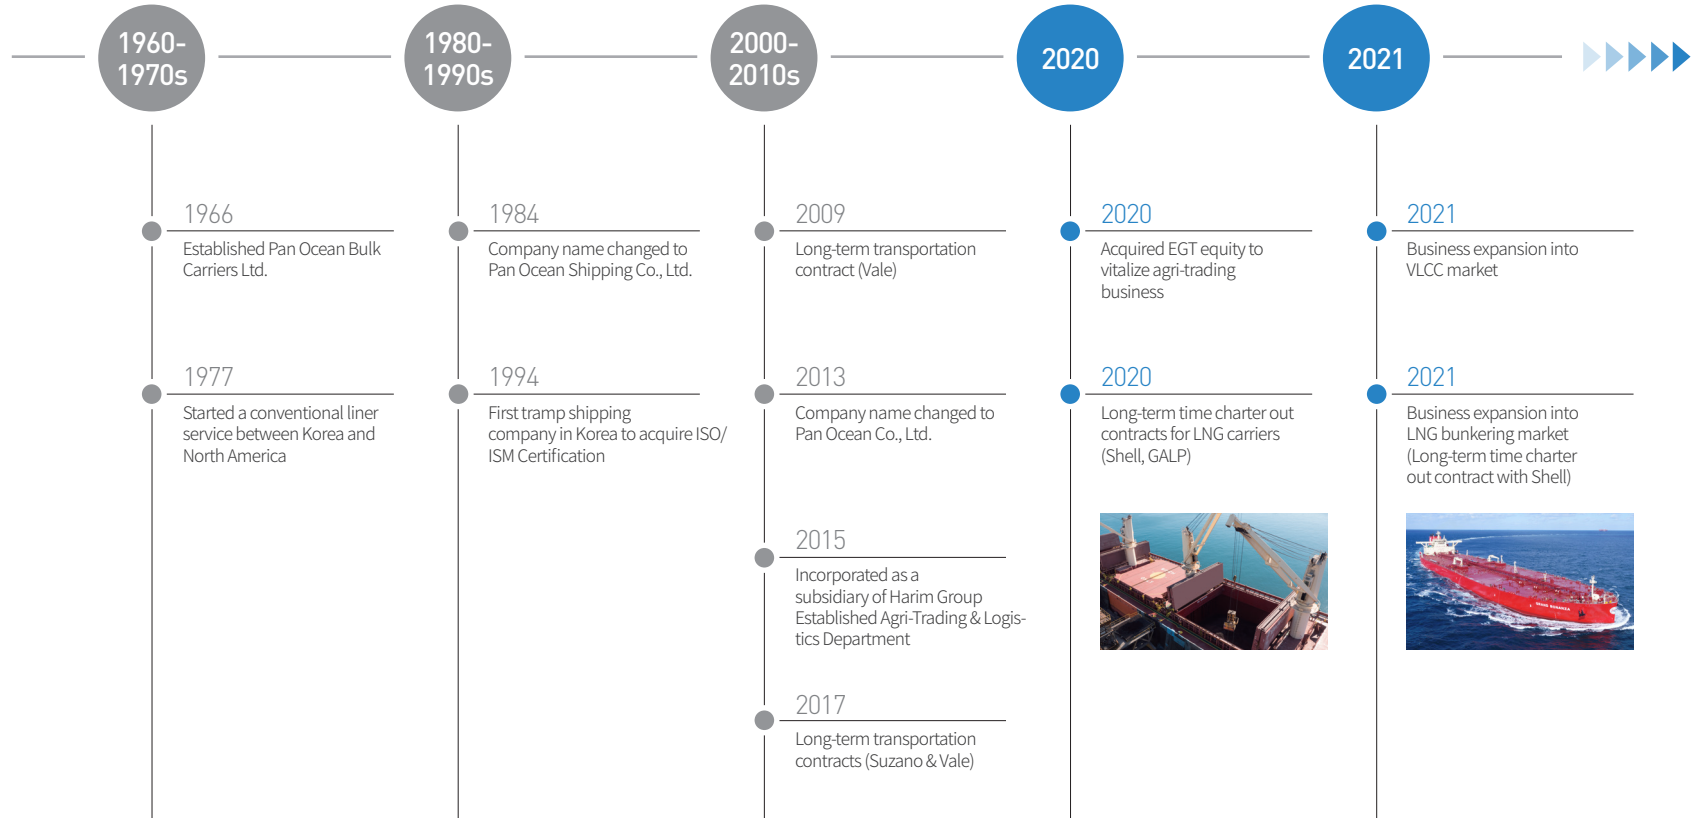 1960-
1970s
1980-
1990s
2000-
2010s
2020
2021
1966
Established Pan Ocean Bulk
Carriers Ltd.
1977
Started a conventional liner
service between Korea and
North America
1984
Company name changed to
Pan Ocean Shipping Co., Ltd.
1994
First tramp shipping
company in Korea to acquire ISO/
ISM Certification
2009
Long-term transportation
contract (Vale)
2013
Company name changed to
Pan Ocean Co., Ltd.
2015
Incorporated as a
subsidiary of Harim Group
Established Agri-Trading & Logis-
tics Department
2017
Long-term transportation
contracts (Suzano & Vale)
2020
Acquired EGT equity to
vitalize agri-trading
business
2020
Long-term time charter out
contracts for LNG carriers
(Shell, GALP)
2021
Business expansion into
VLCC market
2021
Business expansion into
LNG bunkering market
(Long-term time charter
out contract with Shell)